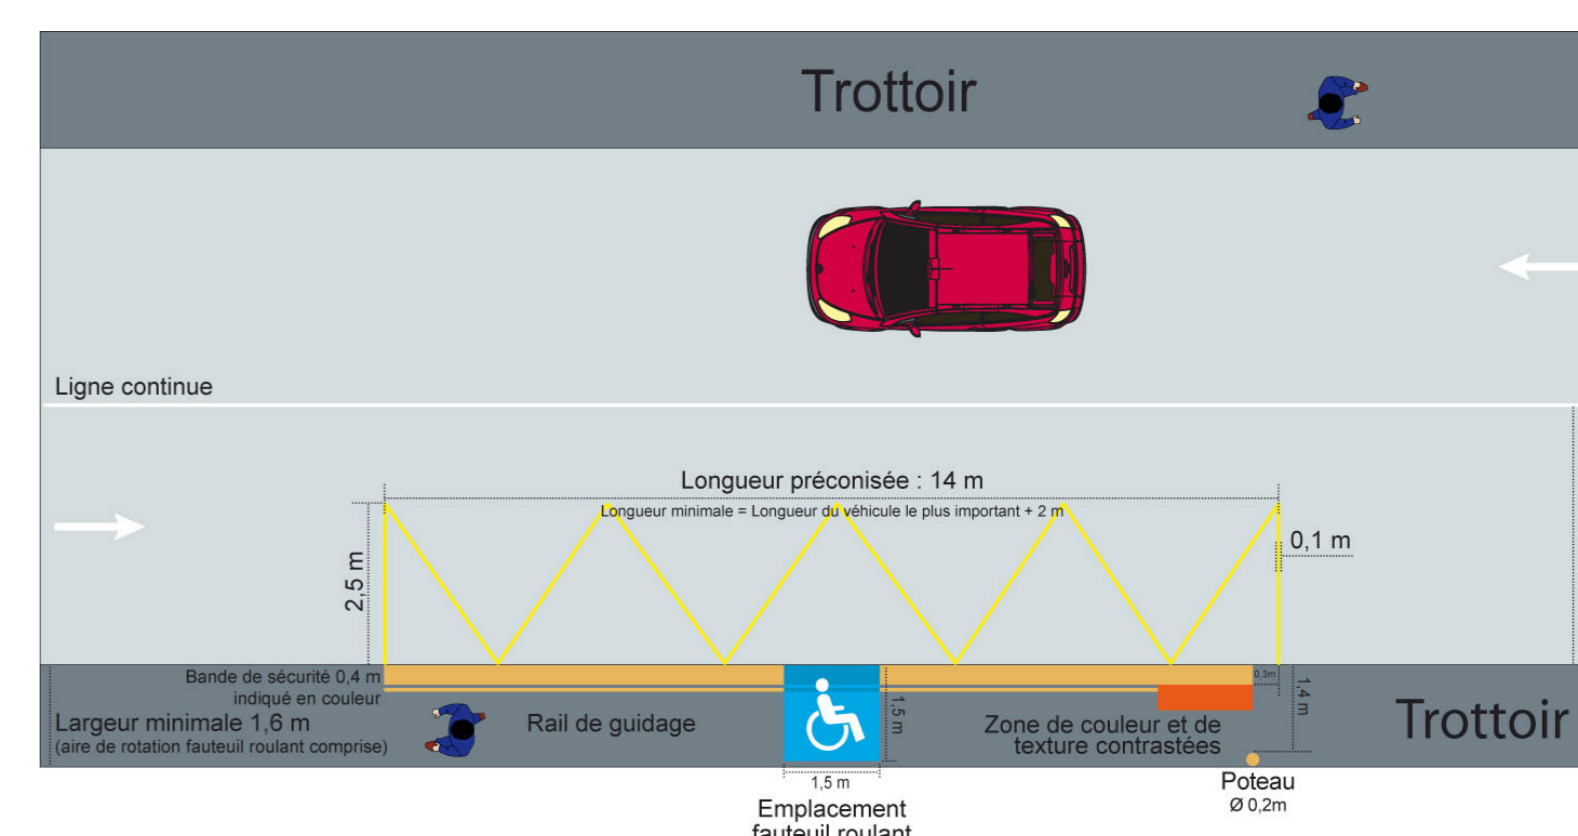 Trottoir
Ligne continue
Longueur préconisée : 14 m
Longueur minimale = Longueur du véhicule le plus important + 2 m
0,1 m
2,5 m
Bande de sécurité 0,4 m
indiqué en couleur
Largeur minimale 1,6 m
(aire de rotation fauteuil roulant comprise)
Rail de guidage
1,5 m
Zone de couleur et de
texture contrastées
0,3m
1,4 m
Trottoir
1,5 m
Emplacement
fauteuil roulant
Poteau
Ø 0,2m